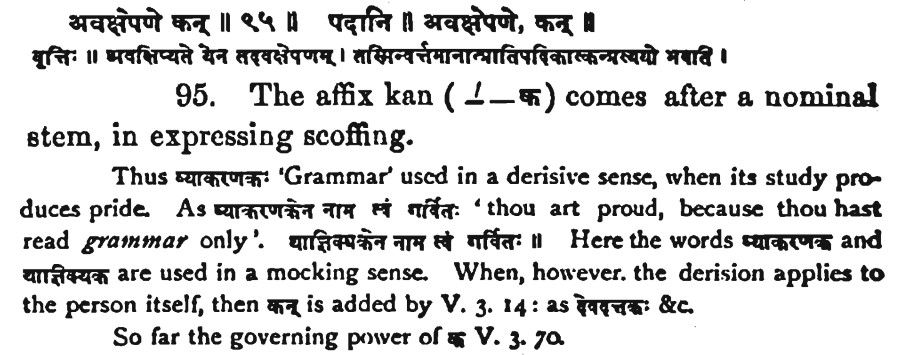 अवक्षेपणे कन् ॥ ९५ ॥ पदानि ॥ अवक्षेपणे, कन् ॥
वृत्तिः ॥ अवक्षिप्यते येन तदवक्षेपणम् । तस्मिन्वर्त्तमानात्प्रातिपदिकात्कन्प्रत्ययो भवति ।
95. The affix kan ( _/_ — क ) comes after a nominal
stem, in expressing scoffing.
Thus व्याकरणकः 'Grammar' used in a derisive sense, when its study pro-
duces pride. As व्याकरणकेन नाम त्वं गर्वितः ' thou art proud, because thou hast
read grammar only '. याज्ञिक्यकेन नाम त्वं गर्वितः ॥ Here the words व्याकरणक and
याज्ञिक्यक are used in a mocking sense. When, however. the derision applies to
the person itself, then कन् is added by V. 3. 14 : as देवदत्तकः &c.
So far the governing power of क V. 3. 70.